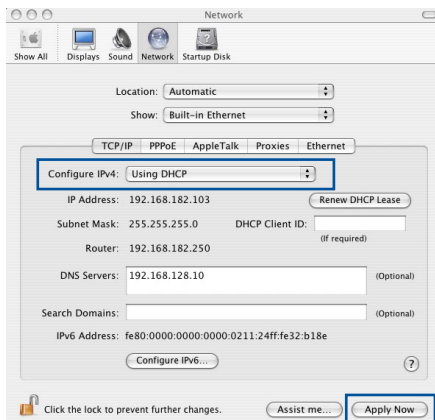 Network
Show All Displays Sound Network Startup Disk
Location: Automatic
Show: Built-in Ethernet
TCP/IP PPPoE AppleTalk Proxies Ethernet
Configure IPv4: Using DHCP
IP Address: 192.168.182.103 Renew DHCP Lease
Subnet Mask: 255.255.255.0 DHCP Client ID:
(If required)
Router: 192.168.182.250
DNS Servers: 192.168.128.10 (Optional)
Search Domains: (Optional)
IPv6 Address: fe80:0000:0000:0000:0211:24ff:fe32:b18e
Configure IPv6... ?
Click the lock to prevent further changes. Assist me... Apply Now